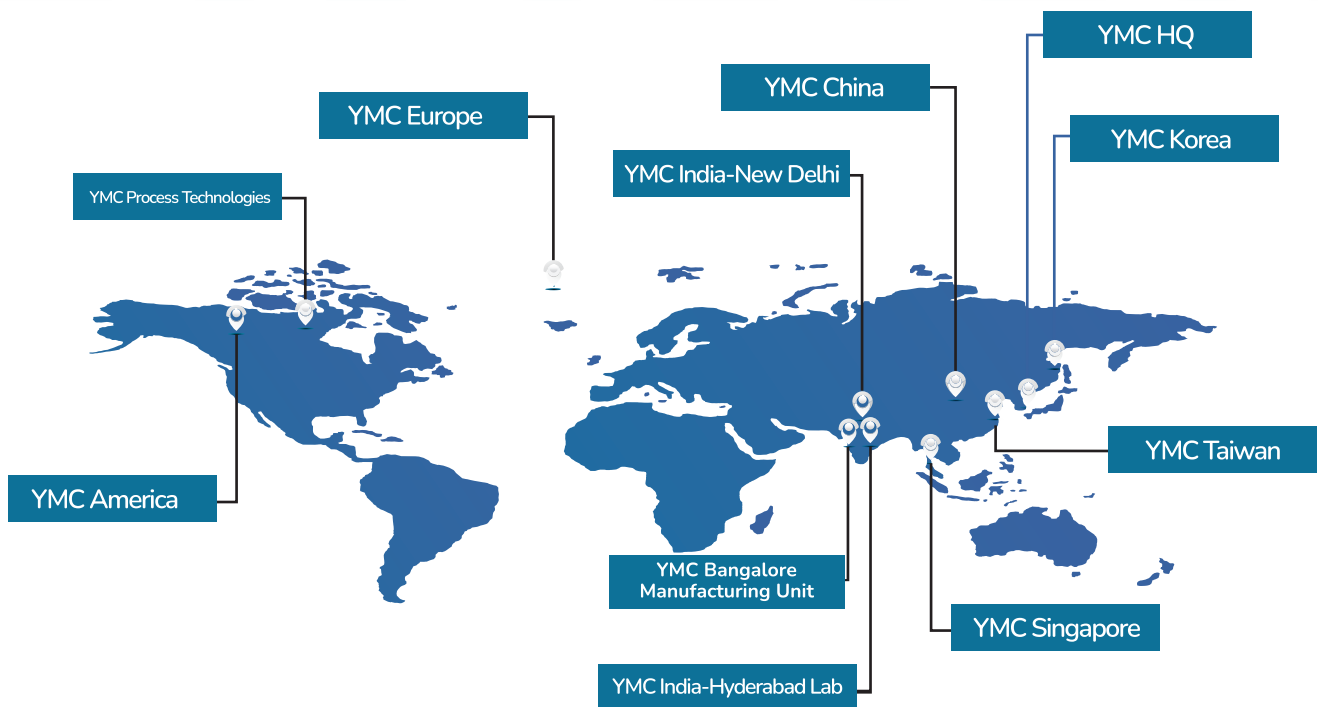 YMC HQ
YMC China
YMC Europe
YMC Korea
YMC India-New Delhi
YMC Process Technologies
YMC Taiwan
YMC America
YMC Bangalore
Manufacturing Unit
YMC Singapore
YMC India-Hyderabad Lab